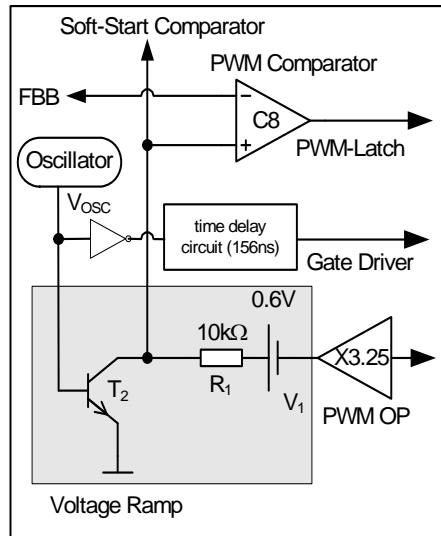 Soft-Start Comparator
PWM Comparator
FBB
C8
Oscillator
PWM-Latch
VOSC
time delay
circuit (156ns)
Gate Driver
0.6V
10kΩ
X3.25
T2
R1
V1
PWM OP
Voltage Ramp